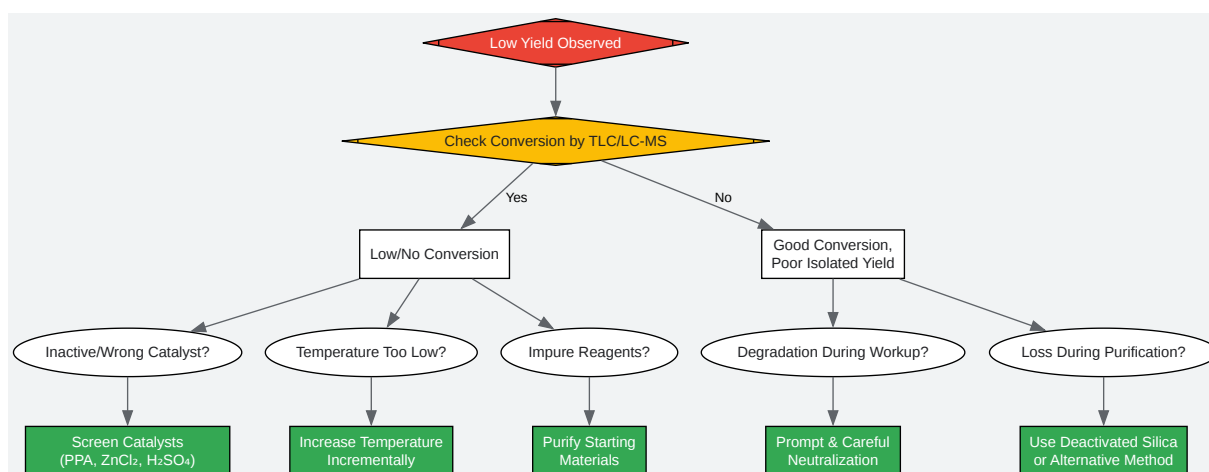 Low Yield Observed
Check Conversion by TLC/LC-MS
Yes
No
Low/No Conversion
Good Conversion,
Poor Isolated Yield
Inactive/Wrong Catalyst?
Temperature Too Low?
Impure Reagents?
Degradation During Workup?
Loss During Purification?
Screen Catalysts
(PPA, ZnCl₂, H₂SO₄)
Increase Temperature
Incrementally
Purify Starting
Materials
Prompt & Careful
Neutralization
Use Deactivated Silica
or Alternative Method